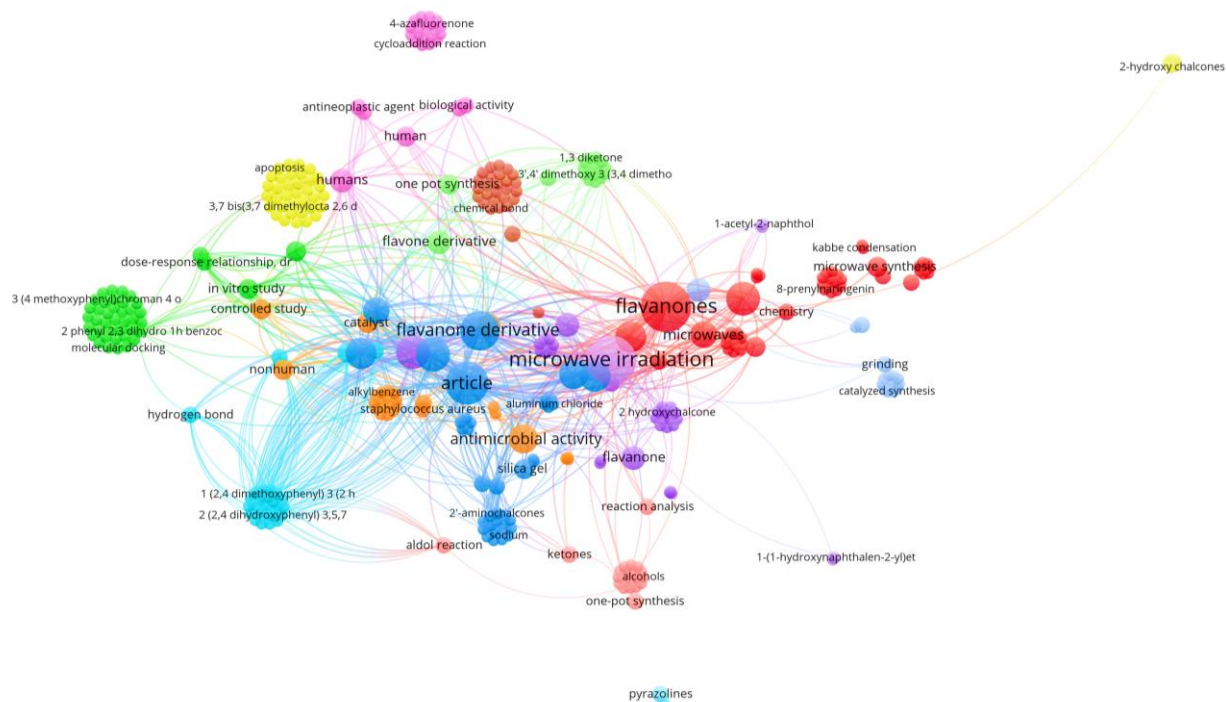 4-azafluorenone
cycloaddition reaction
2-hydroxy chalcones
antineoplastic agent
biological activity
human
1,3 diketone
apoptosis
humans
one pot synthesis
3',4' dimethoxy 3 (3,4 dimetho
3,7 bis(3,7 dimethylocta 2,6 d
chemical bond
1-acetyl-2-naphthol
flavone derivative
kabbe condensation
dose-response relationship, dr
microwave synthesis
in vitro study
8-prenylnaringenin
3 (4 methoxyphenyl)chroman 4 o
controlled study
flavanones
chemistry
catalyst
flavanone derivative
2 phenyl 2,3 dihydro 1h benzoc
microwaves
molecular docking
microwave irradiation
grinding
nonhuman
article
alkylbenzene
catalyzed synthesis
staphylococcus aureus
aluminum chloride
hydrogen bond
2 hydroxychalcone
antimicrobial activity
flavanone
silica gel
1 (2,4 dimethoxyphenyl) 3 (2 h
reaction analysis
2 (2,4 dihydroxyphenyl) 3,5,7
2'-aminochalcones
sodium
aldol reaction
ketones
1-(1-hydroxynaphthalen-2-yl)et
alcohols
one-pot synthesis
pyrazolines